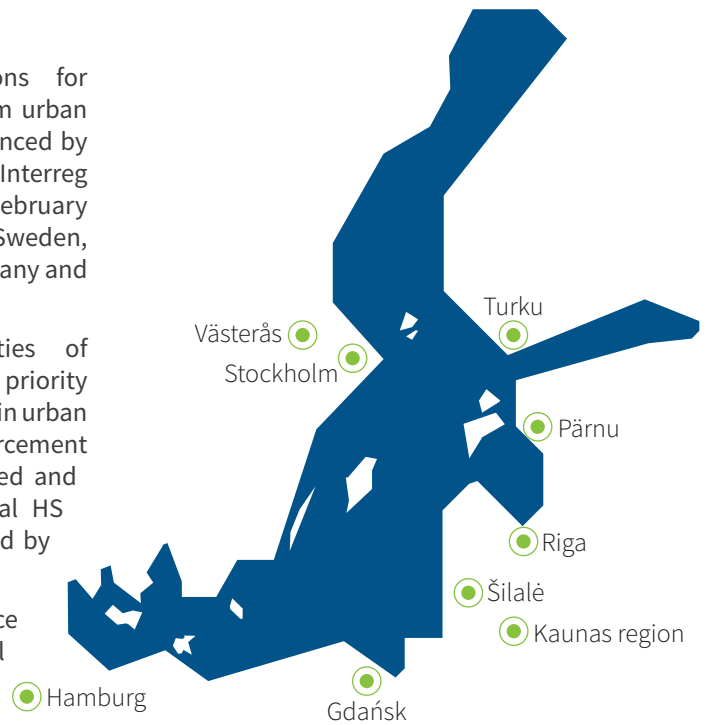 ons for
m urban
nced by
Interreg
ebruary
Sweden,
any and
ties of
priority
in urban
rcement
ed and
al HS
d by
ce
l
Västerås
Stockholm
Turku
Pärnu
Riga
Šilalė
Kaunas region
Hamburg
Gdańsk